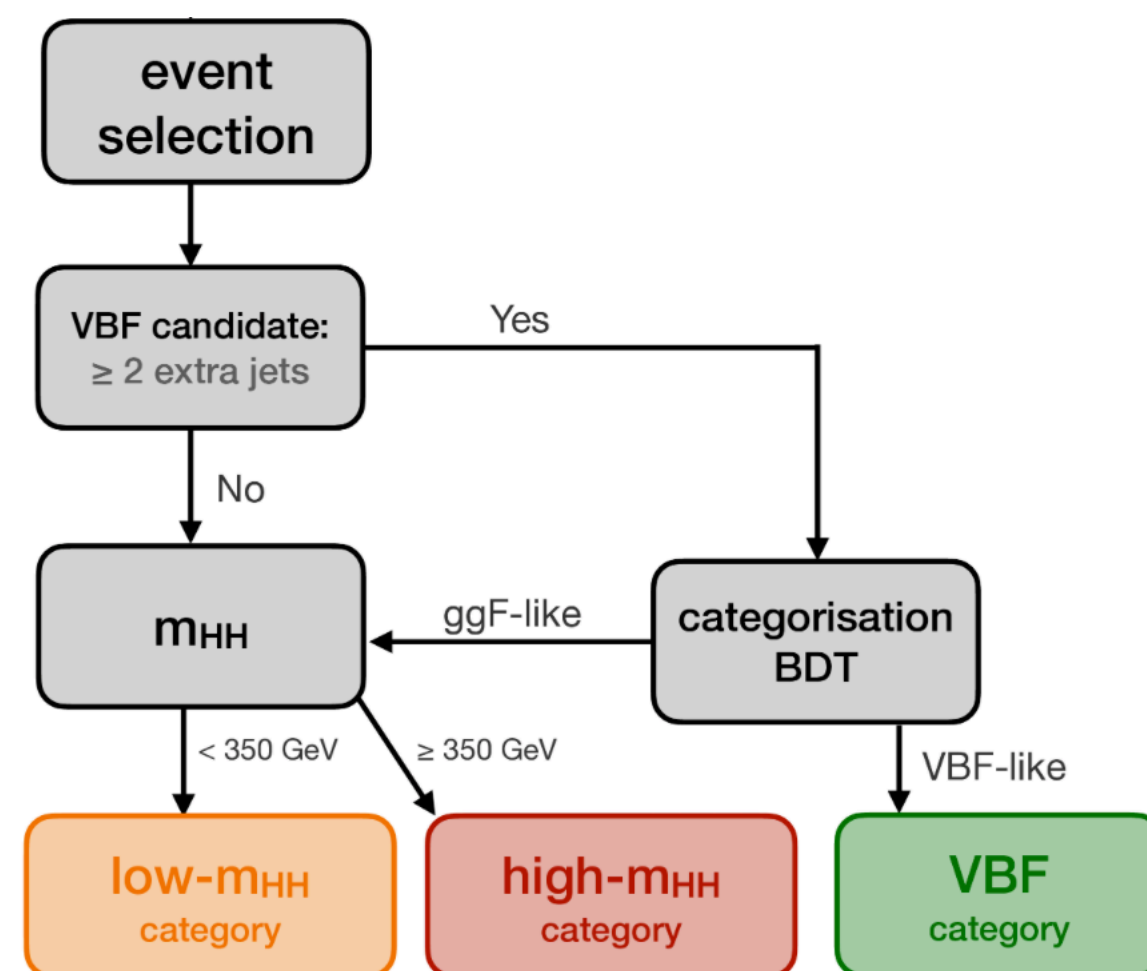 event
selection
VBF candidate:
≥ 2 extra jets
Yes
No
mHH
ggF-like
categorisation
BDT
< 350 GeV
≥ 350 GeV
VBF-like
low-mHH
category
high-mHH
category
VBF
category